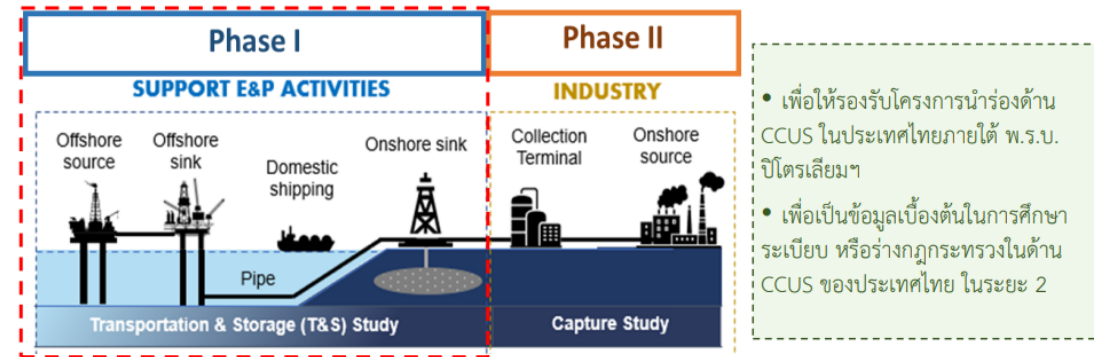 Phase I
Phase II
SUPPORT E&P ACTIVITIES
INDUSTRY
Offshore
source
Offshore
sink
Domestic
shipping
Onshore sink
Collection
Terminal
Onshore
source
Pipe
Transportation & Storage (T&S) Study
Capture Study
• เพื่อให้รองรับโครงการนำร่องด้าน
CCUS ในประเทศไทยภายใต้ พ.ร.บ.
ปิโตรเลียมฯ
• เพื่อเป็นข้อมูลเบื้องต้นในการศึกษา
ระเบียบ หรือร่างกฎกระทรวงในด้าน
CCUS ของประเทศไทย ในระยะ 2